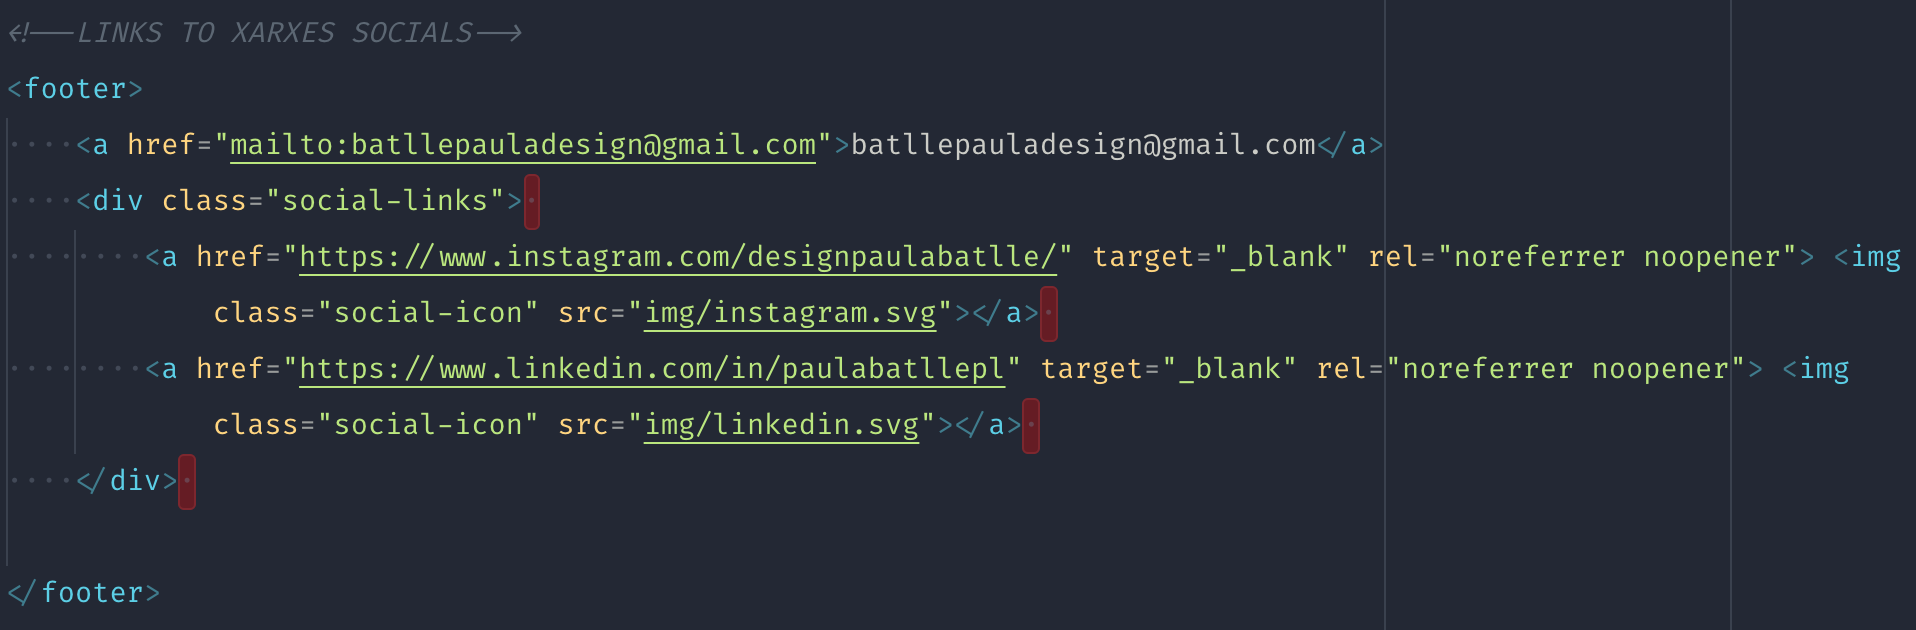 <!--LINKS TO XARXES SOCIALS-->
<footer>
    <a href="mailto:batllepauladesign@gmail.com">batllepauladesign@gmail.com</a>
    <div class="social-links">
        <a href="https://www.instagram.com/designpaulabatlle/" target="_blank" rel="noreferrer noopener"> <img
            class="social-icon" src="img/instagram.svg"></a>
        <a href="https://www.linkedin.com/in/paulabatllepl" target="_blank" rel="noreferrer noopener"> <img
            class="social-icon" src="img/linkedin.svg"></a>
    </div>
</footer>